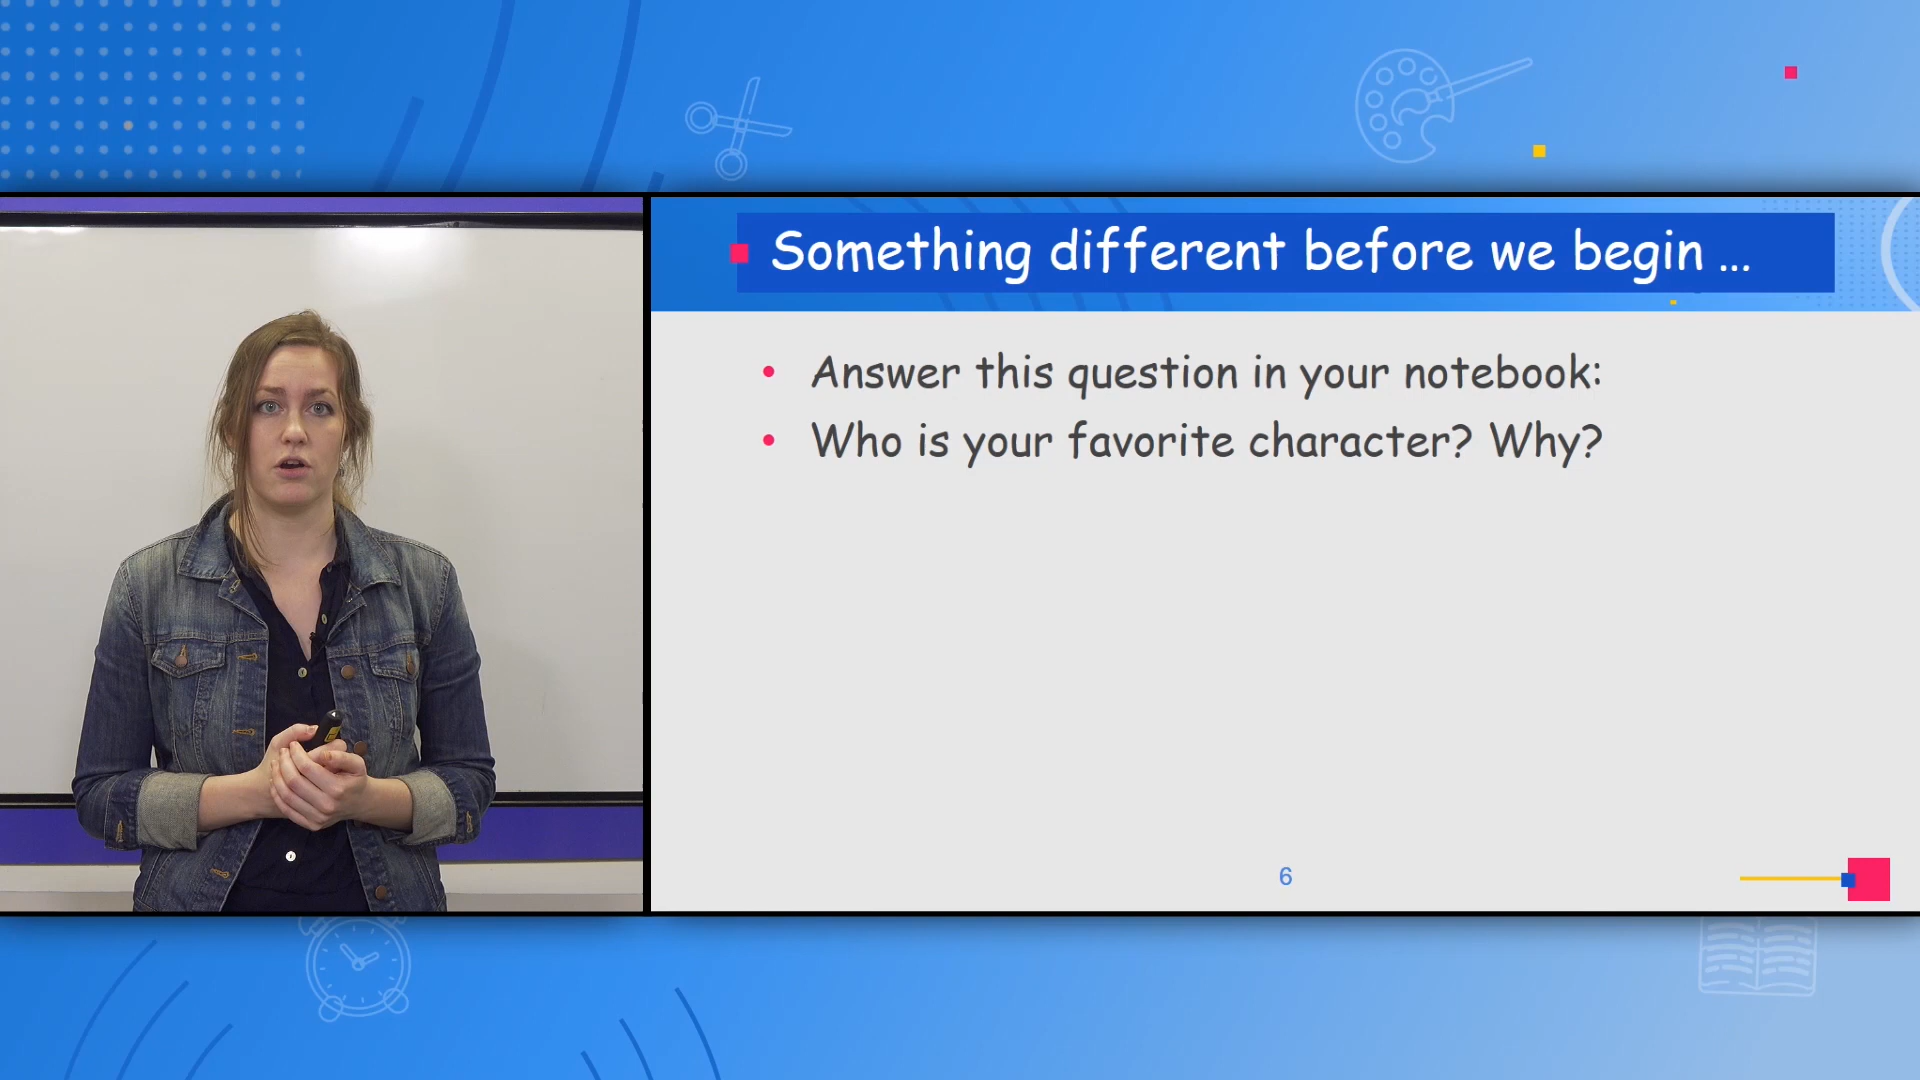 Something different before we begin ...
• Answer this question in your notebook:
• Who is your favorite character? Why?
6